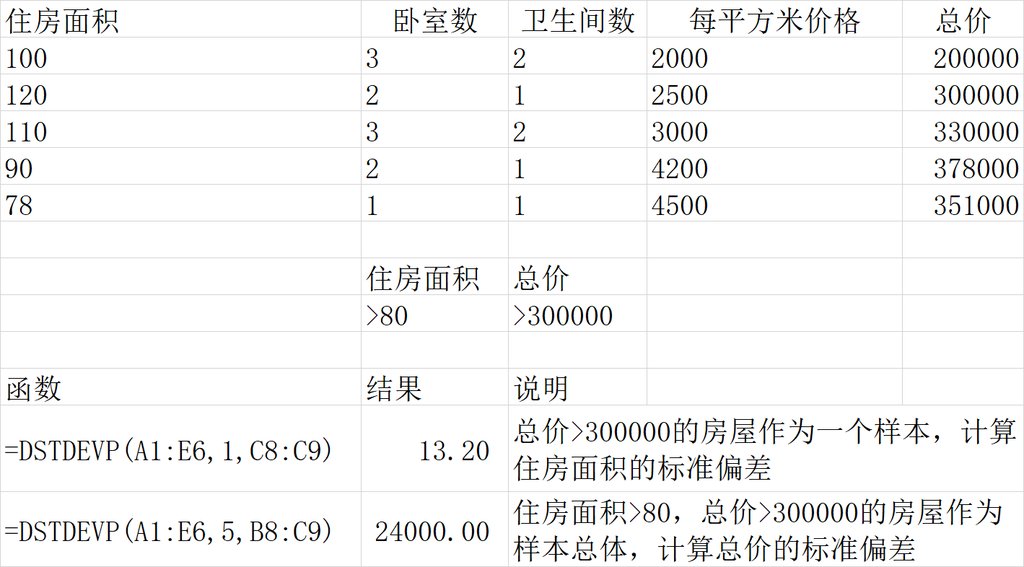 住房面积 卧室数 卫生间数 每平方米价格 总价
100 3 2 2000 200000
120 2 1 2500 300000
110 3 2 3000 330000
90 2 1 4200 378000
78 1 1 4500 351000
住房面积 总价
>80 >300000
函数 结果 说明
=DSTDEVP(A1:E6,1,C8:C9) 13.20 总价>300000的房屋作为一个样本，计算
住房面积的标准偏差
=DSTDEVP(A1:E6,5,B8:C9) 24000.00 住房面积>80，总价>300000的房屋作为
样本总体，计算总价的标准偏差